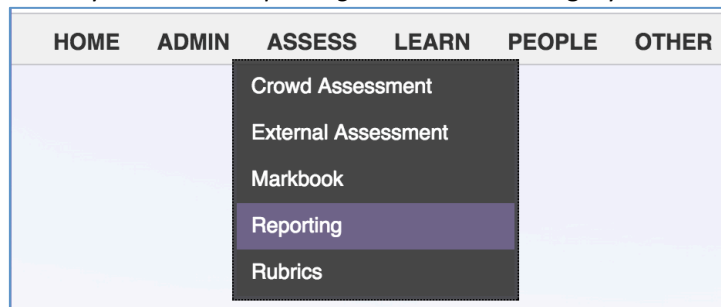 HOME ADMIN ASSESS LEARN PEOPLE OTHER
Crowd Assessment
External Assessment
Markbook
Reporting
Rubrics